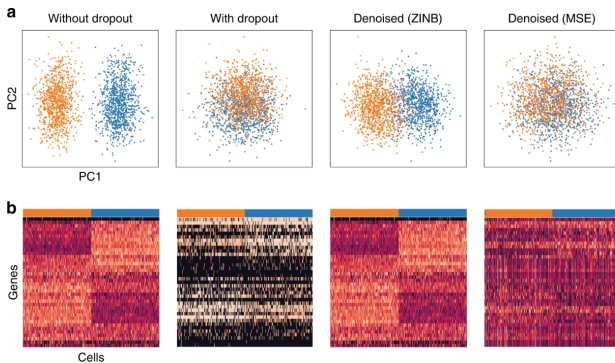 a
Without dropout
With dropout
Denoised (ZINB)
Denoised (MSE)
PC2
PC1
b
Genes
Cells